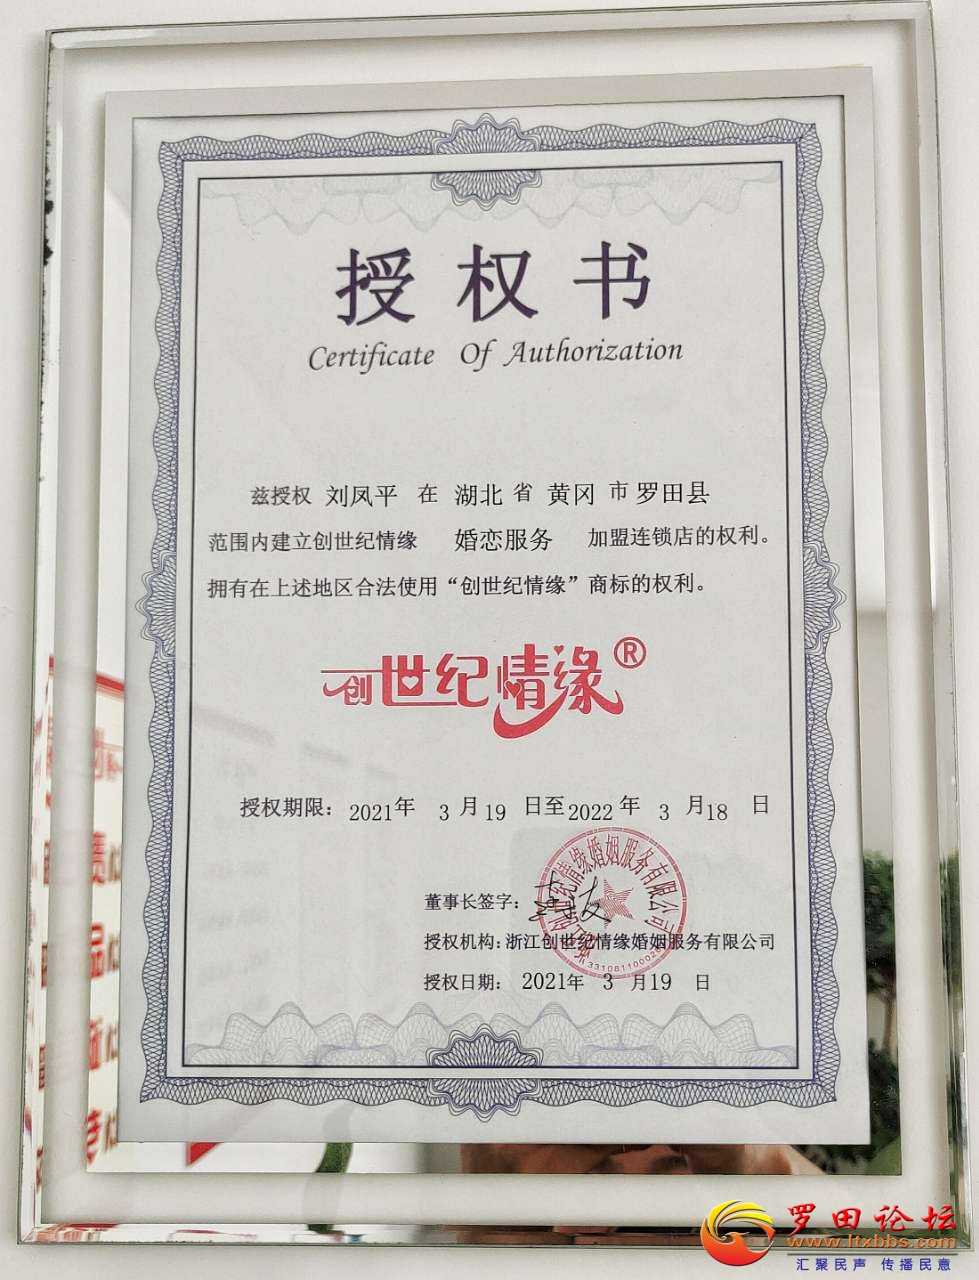 授权书
Certificate Of Authorization
兹授权 刘凤平 在 湖北 省 黄冈 市 罗田县
范围内建立创世纪情缘 婚恋服务 加盟连锁店的权利。
拥有在上述地区合法使用“创世纪情缘”商标的权利。
创世纪情缘®
授权期限: 2021年 3月19 日至2022年 3月18 日
董事长签字:
授权机构:浙江创世纪情缘婚姻服务有限公司
授权日期: 2021年 3月19 日
罗田论坛
www.ltxbbs.com
汇聚民声 传播民意